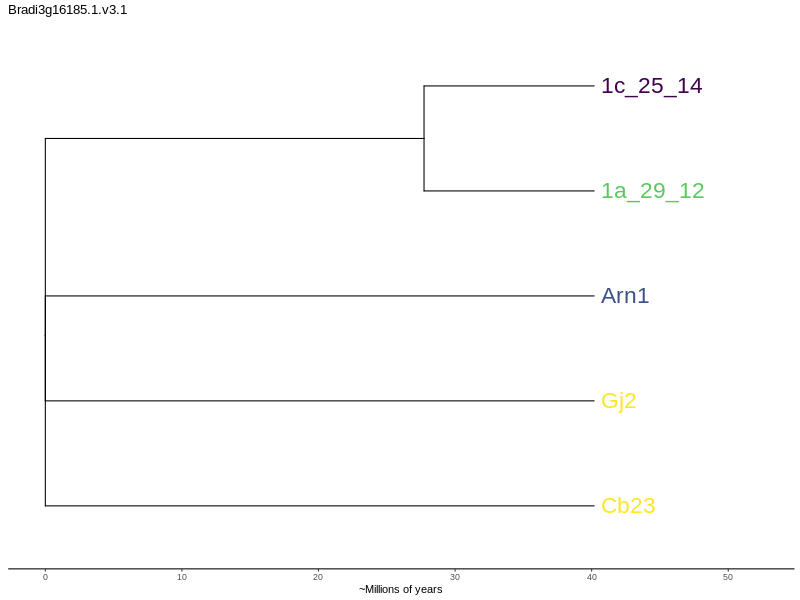 Bradi3g16185.1.v3.1
1c_25_14
1a_29_12
Arn1
Gj2
Cb23
0 10 20 30 40 50
~Millions of years